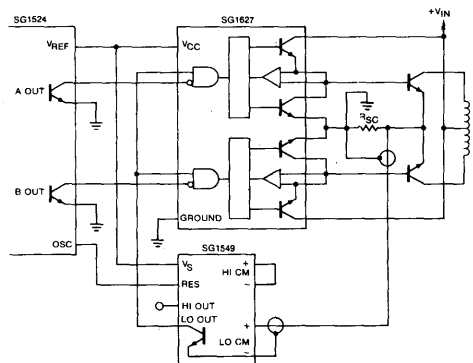 SG1524
SG1627
+VIN
VREF
VCC
A OUT
RSC
B OUT
GROUND
OSC
SG1549
VS
+
HI CM
RES
−
HI OUT
LO OUT
+
LO CM
−